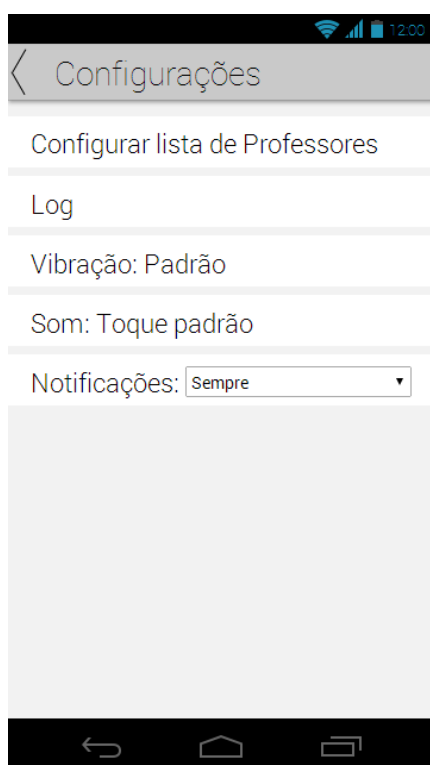 12:00
Configurações
Configurar lista de Professores
Log
Vibração: Padrão
Som: Toque padrão
Notificações: Sempre